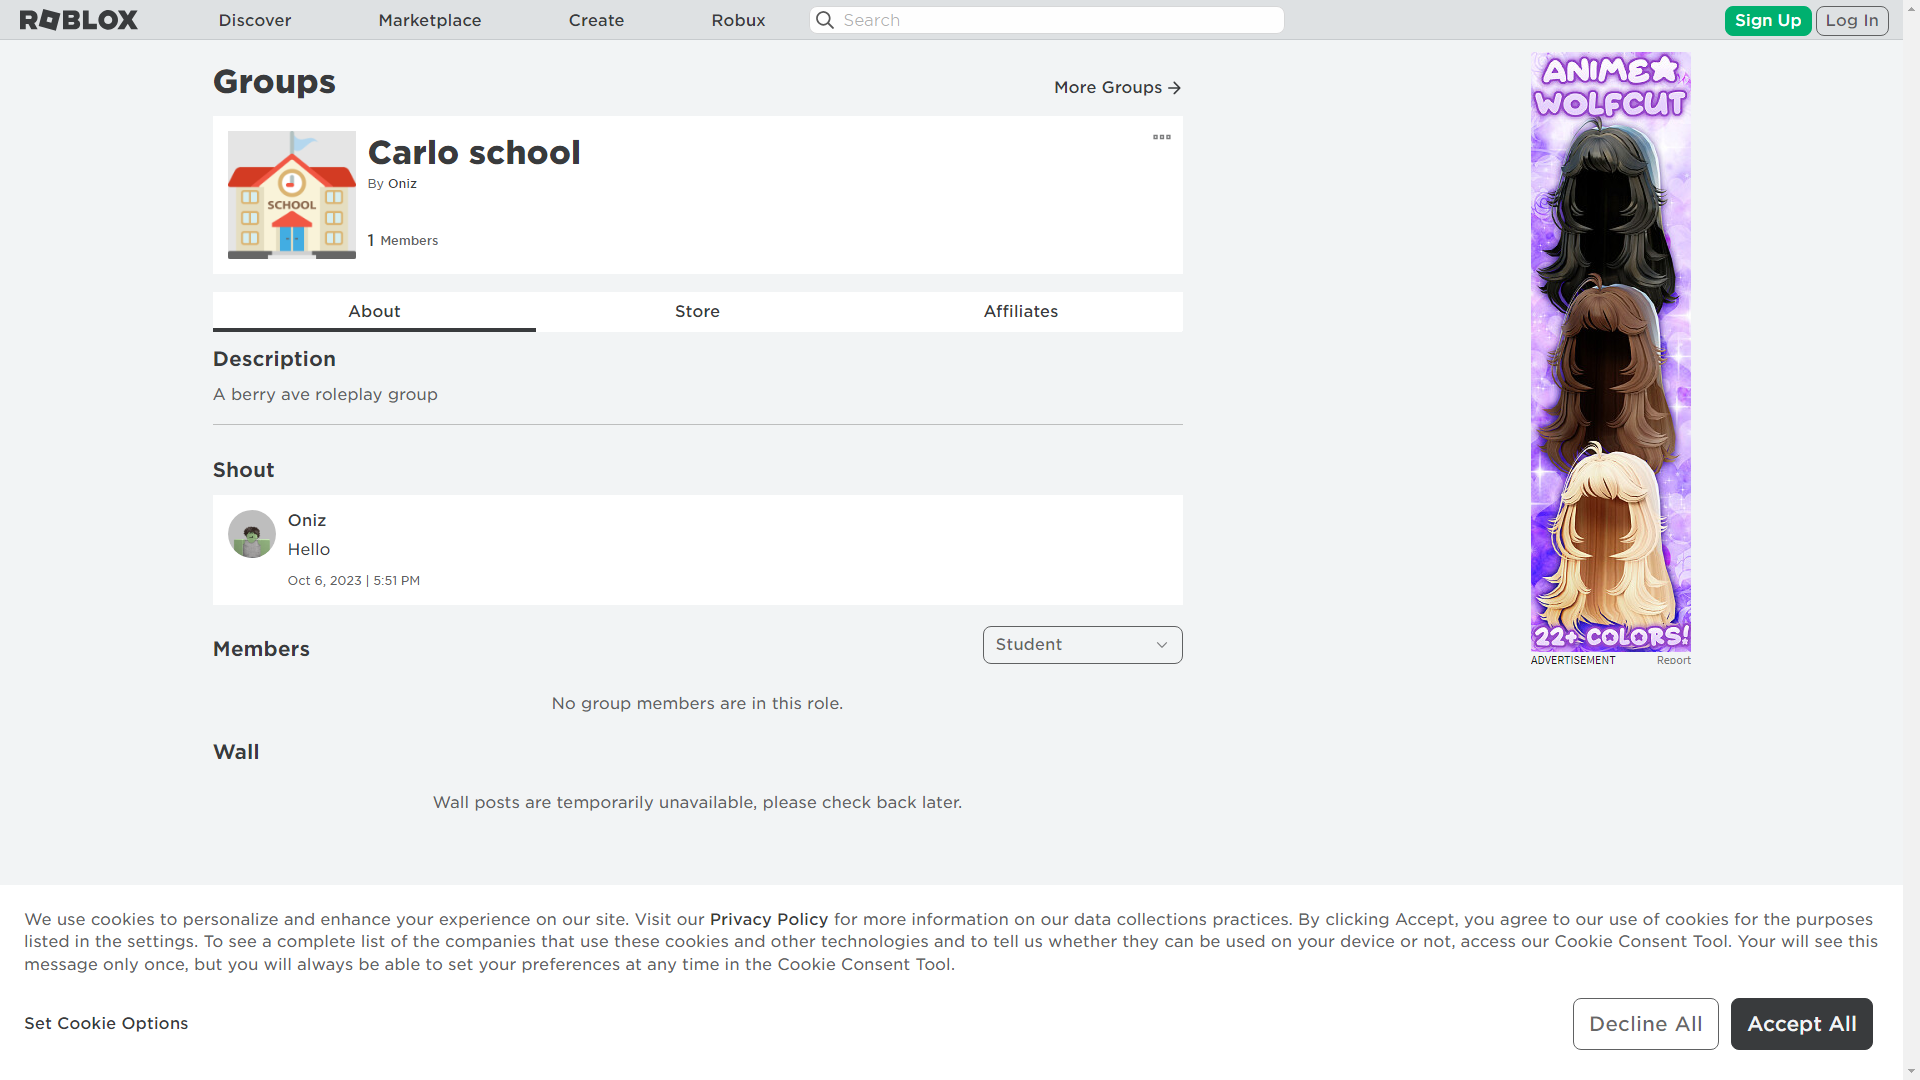 ROBLOX
Discover
Marketplace
Create
Robux
Search
Sign Up
Log In
Groups
More Groups
SCHOOL
Carlo school
By Oniz
1 Members
About
Store
Affiliates
Description
A berry ave roleplay group
Shout
Oniz
Hello
Oct 6, 2023 | 5:51 PM
Members
Student
No group members are in this role.
Wall
Wall posts are temporarily unavailable, please check back later.
ANIME
WOLFCUT
22+ COLORS!
ADVERTISEMENT
Report
We use cookies to personalize and enhance your experience on our site. Visit our Privacy Policy for more information on our data collections practices. By clicking Accept, you agree to our use of cookies for the purposes
listed in the settings. To see a complete list of the companies that use these cookies and other technologies and to tell us whether they can be used on your device or not, access our Cookie Consent Tool. Your will see this
message only once, but you will always be able to set your preferences at any time in the Cookie Consent Tool.
Set Cookie Options
Decline All
Accept All